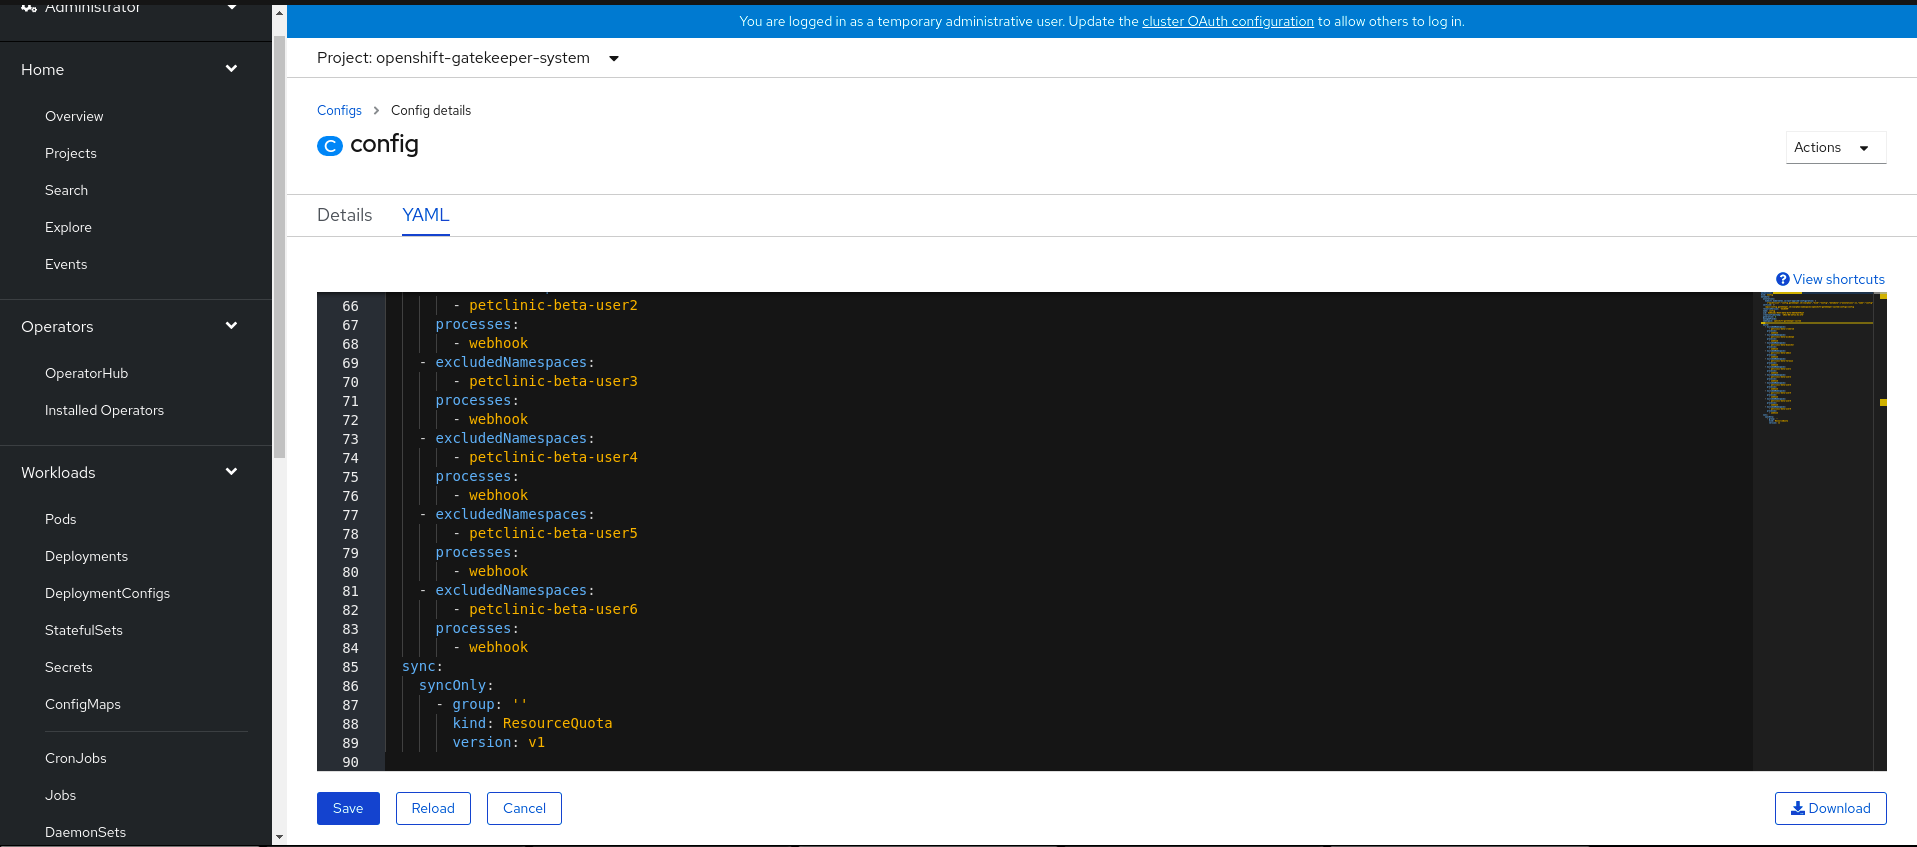 Administrator
You are logged in as a temporary administrative user. Update the cluster OAuth configuration to allow others to log in.
Project: openshift-gatekeeper-system
Home
Overview
Projects
Search
Explore
Events
Operators
OperatorHub
Installed Operators
Workloads
Pods
Deployments
DeploymentConfigs
StatefulSets
Secrets
ConfigMaps
CronJobs
Jobs
DaemonSets
Configs > Config details
C config
Actions
Details YAML
View shortcuts
66 - petclinic-beta-user2
67 processes:
68 - webhook
69 - excludedNamespaces:
70 - petclinic-beta-user3
71 processes:
72 - webhook
73 - excludedNamespaces:
74 - petclinic-beta-user4
75 processes:
76 - webhook
77 - excludedNamespaces:
78 - petclinic-beta-user5
79 processes:
80 - webhook
81 - excludedNamespaces:
82 - petclinic-beta-user6
83 processes:
84 - webhook
85 sync:
86 syncOnly:
87 - group: ''
88 kind: ResourceQuota
89 version: v1
90
Save Reload Cancel Download